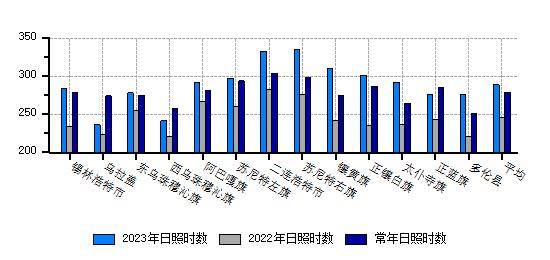 350
300
250
200
锡林浩特市
乌拉盖
东乌珠穆沁旗
西乌珠穆沁旗
阿巴嘎旗
苏尼特左旗
二连浩特市
苏尼特右旗
镶黄旗
正镶白旗
太仆寺旗
正蓝旗
多伦县
平均
2023年日照时数 2022年日照时数 常年日照时数